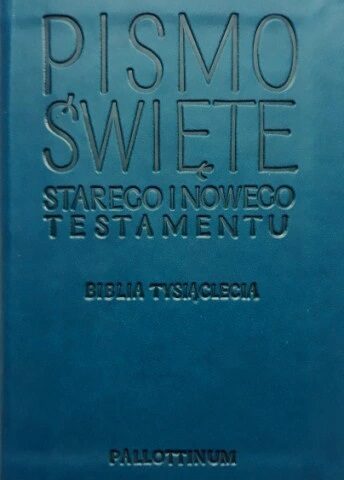 PISMO
ŚWIĘTE
STAREGO I NOWEGO
TESTAMENTU
BIBLIA TYSIĄCLECIA
PALLOTTINUM